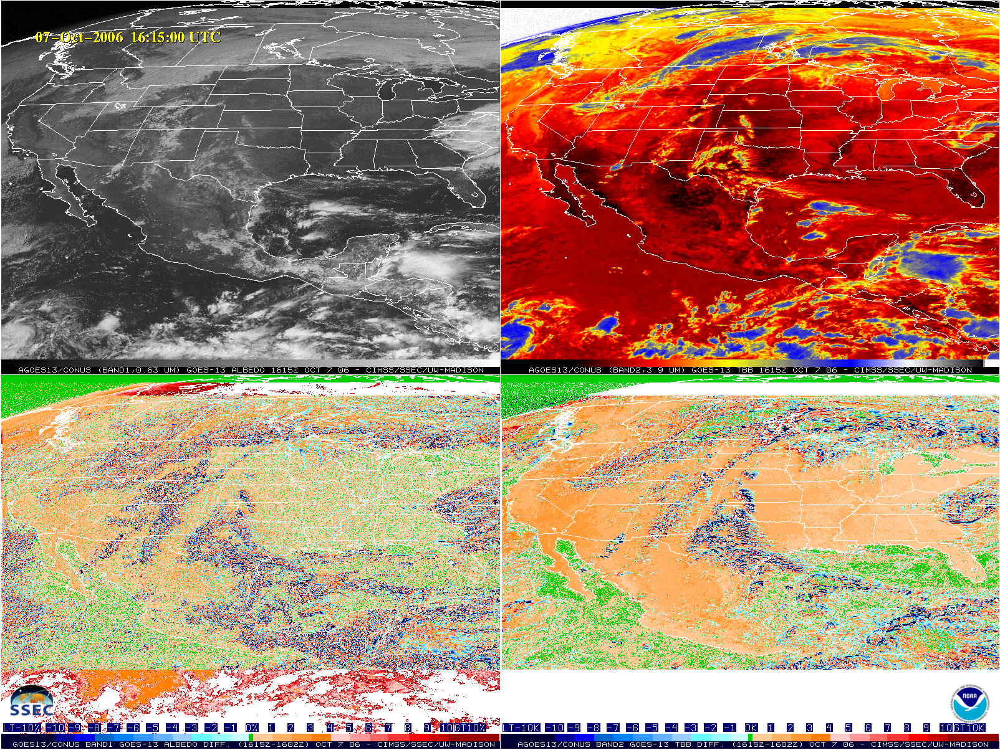 07-Oct-2006 16:15:00 UTC
AGOES13/CONUS (BAND1,0.63 UM) GOES-13 ALBEDO 1615Z OCT 7 06 - CIMSS/SSEC/UW-MADISON
AGOES13/CONUS (BAND2,3.9 UM) GOES-13 TBB 1615Z OCT 7 06 - CIMSS/SSEC/UW-MADISON
SSEC
NOAA
LT-10% -10 -9 -8 -7 -6 -5 -4 -3 -2 -1 0% 1 2 3 4 5 6 7 8 9 10 GT10%
LT-10K -10 -9 -8 -7 -6 -5 -4 -3 -2 -1 0K 1 2 3 4 5 6 7 8 9 10 GT10K
GOES13/CONUS BAND1 GOES-13 ALBEDO DIFF. (1615Z-1602Z) OCT 7 06 - CIMSS/SSEC/UW-MADISON
AGOES13/CONUS BAND2 GOES-13 TBB DIFF. (1615Z-1602Z) OCT 7 06 - CIMSS/SSEC/UW-MADISON